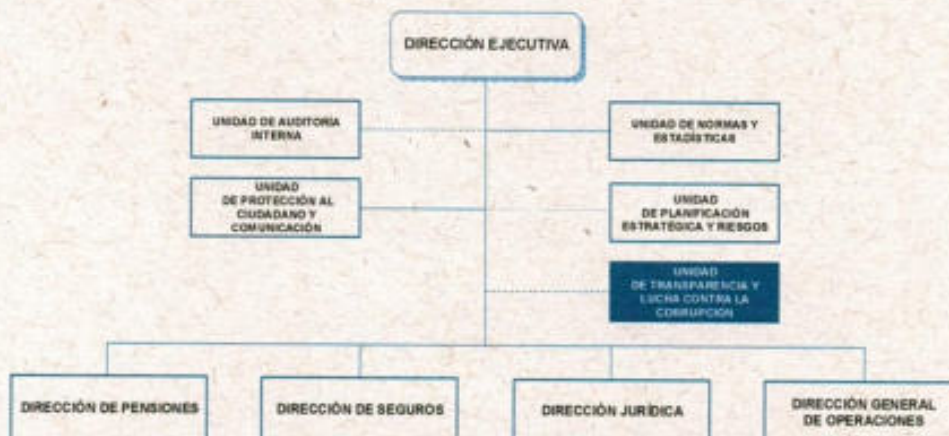 DIRECCIÓN EJECUTIVA
UNIDAD DE AUDITORÍA
INTERNA
UNIDAD DE NORMAS Y
ESTADÍSTICAS
UNIDAD
DE PROTECCIÓN AL
CIUDADANO Y
COMUNICACIÓN
UNIDAD
DE PLANIFICACIÓN
ESTRATÉGICA Y RIESGOS
UNIDAD
DE TRANSPARENCIA Y
LUCHA CONTRA LA
CORRUPCIÓN
DIRECCIÓN DE PENSIONES
DIRECCIÓN DE SEGUROS
DIRECCIÓN JURÍDICA
DIRECCIÓN GENERAL
DE OPERACIONES